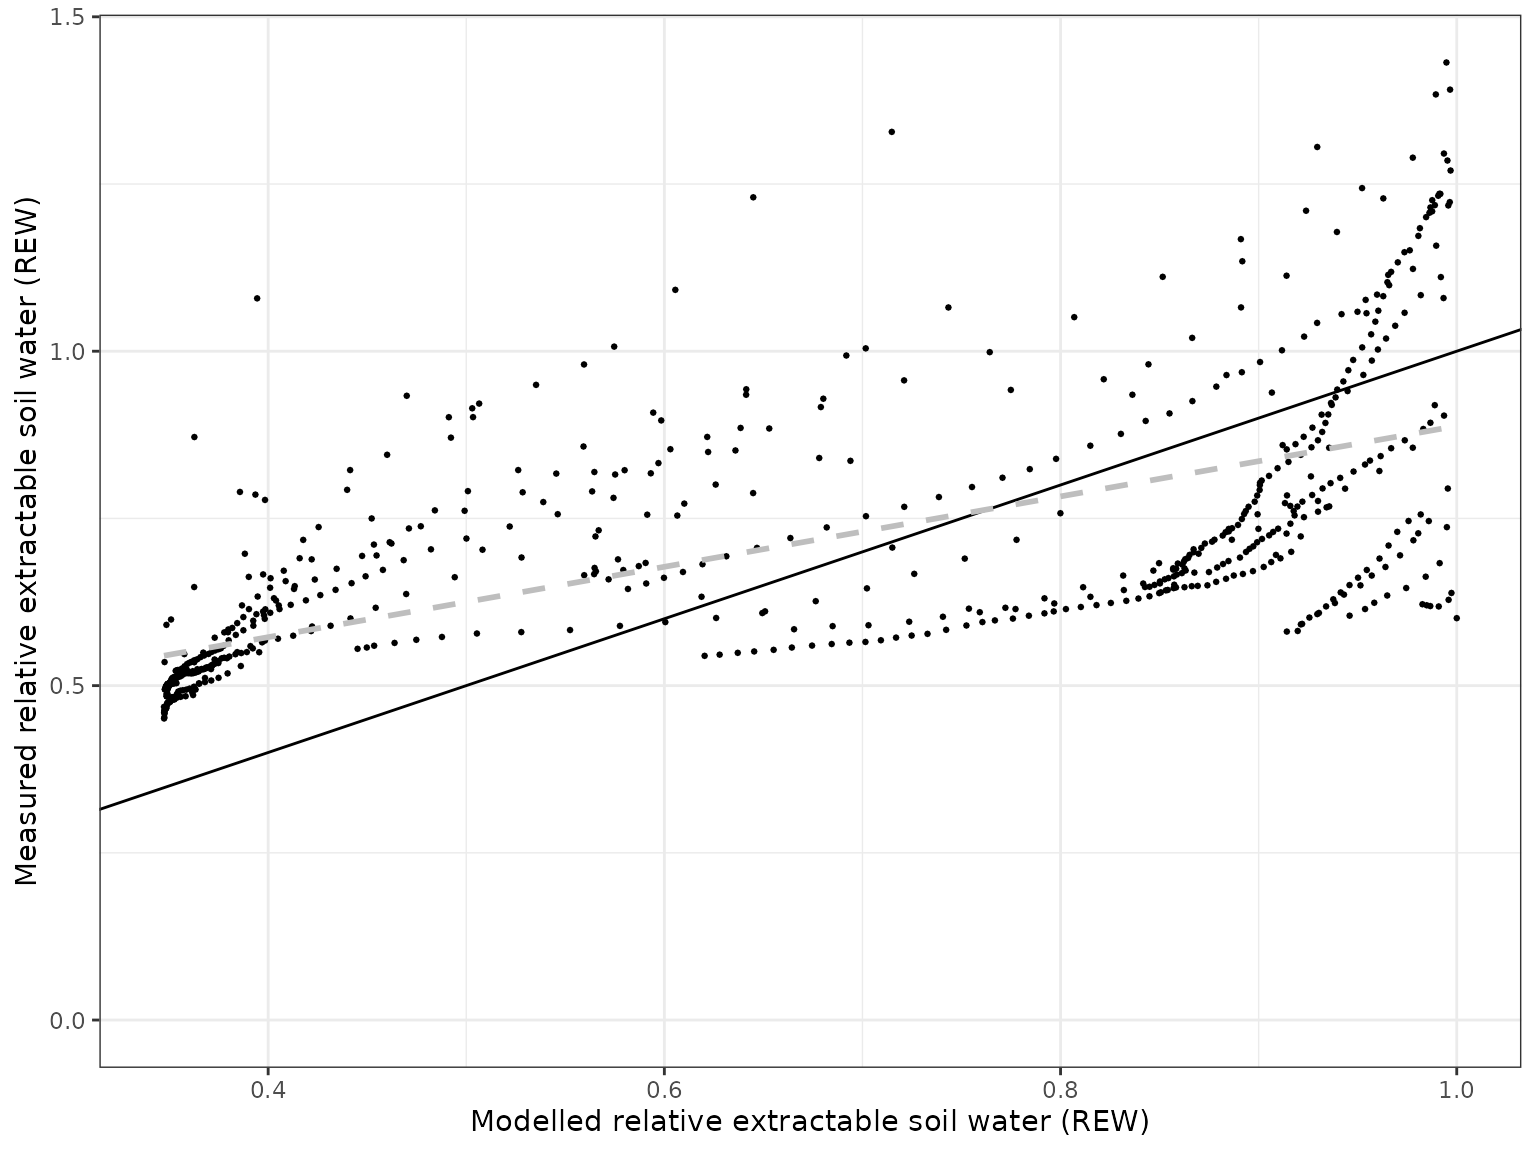 1.5
1.0
0.5
0.0
Measured relative extractable soil water (REW)
0.4 0.6 0.8 1.0
Modelled relative extractable soil water (REW)